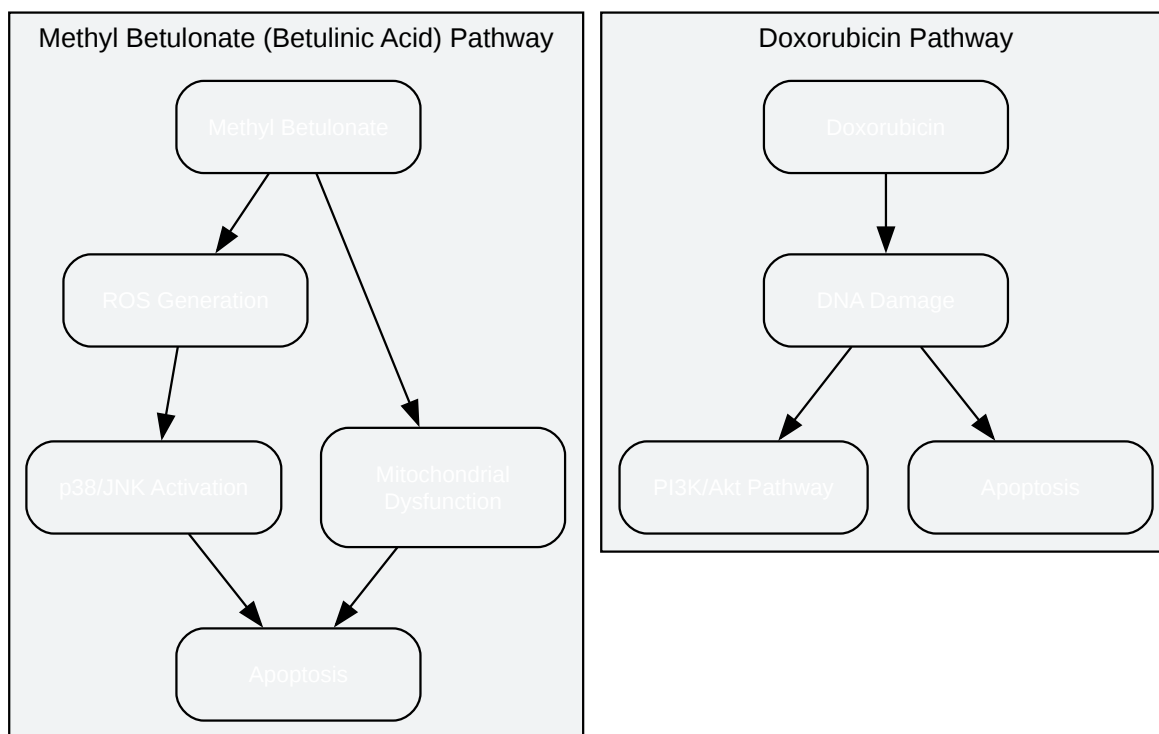 Methyl Betulonate (Betulinic Acid) Pathway
Methyl Betulonate
ROS Generation
p38/JNK Activation
Mitochondrial
Dysfunction
Apoptosis
Doxorubicin Pathway
Doxorubicin
DNA Damage
PI3K/Akt Pathway
Apoptosis